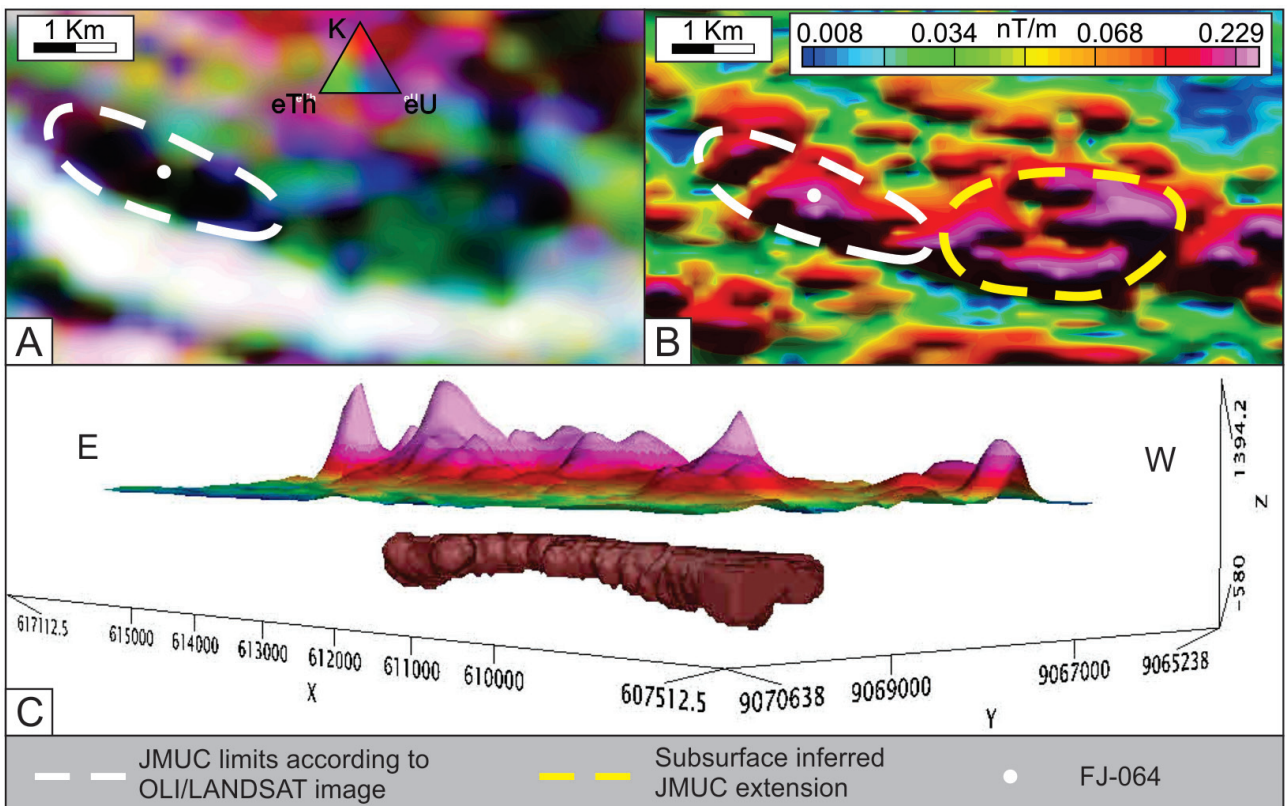 1 Km
K
eTh
eU
A
1 Km
0.008 0.034 nT/m 0.068 0.229
B
E
W
1394.2
Z
-580
617112.5
615000
614000
613000
612000
611000
610000
607512.5
X
9070638
9069000
9067000
9065238
Y
C
JMUC limits according to
OLI/LANDSAT image
Subsurface inferred
JMUC extension
FJ-064